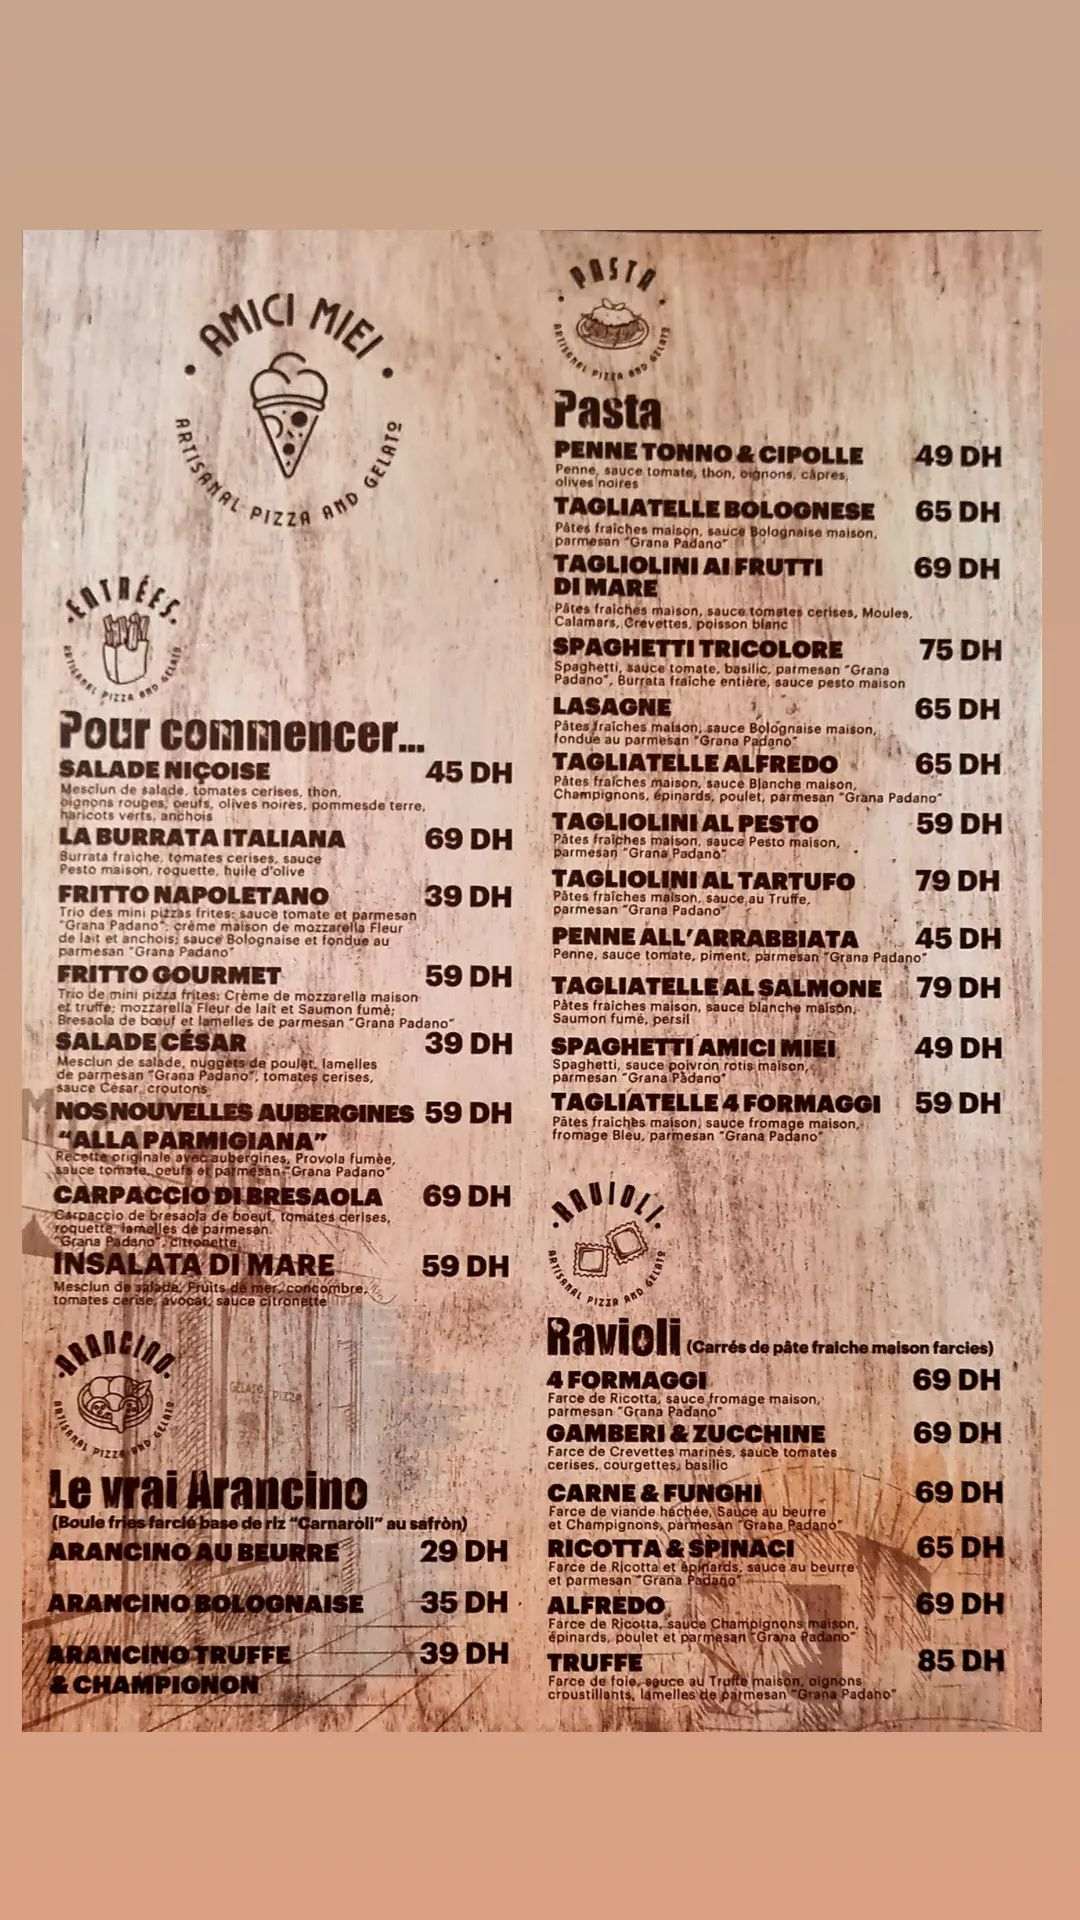 AMICI MIEI
ARTISANAL PIZZA AND GELATO
ENTRÉES
ARTISANAL PIZZA AND GELATO
Pour commencer...
SALADE NIÇOISE 45 DH
Mesclun de salade, tomates cerises, thon,
oignons rouges, oeufs, olives noires, pommesde terre,
haricots verts, anchois
LA BURRATA ITALIANA 69 DH
Burrata fraiche, tomates cerises, sauce
Pesto maison, roquette, huile d'olive
FRITTO NAPOLETANO 39 DH
Trio des mini pizzas frites: sauce tomate et parmesan
"Grana Padano"; crème maison de mozzarella Fleur
de lait et anchois; sauce Bolognaise et fondue au
parmesan "Grana Padano"
FRITTO GOURMET 59 DH
Trio de mini pizza frites: Crème de mozzarella maison
et truffe; mozzarella Fleur de lait et Saumon fumé;
Bresaola de bœuf et lamelles de parmesan "Grana Padano"
SALADE CÉSAR 39 DH
Mesclun de salade, nuggets de poulet, lamelles
de parmesan "Grana Padano", tomates cerises,
sauce César, croutons
NOS NOUVELLES AUBERGINES 59 DH
"ALLA PARMIGIANA"
Recette originale avec aubergines, Provola fumée,
sauce tomate, oeufs et parmesan "Grana Padano"
CARPACCIO DI BRESAOLA 69 DH
Carpaccio de bresaola de boeuf, tomates cerises,
roquette, lamelles de parmesan
"Grana Padano", citronette
INSALATA DI MARE 59 DH
Mesclun de salade, Fruits de mer, concombre,
tomates cerise, avocat, sauce citronette
ARANCINO
ARTISANAL PIZZA AND GELATO
GELATO PIZZA
Le vrai Arancino
(Boule fries farcié base de riz "Carnaroli" au safròn)
ARANCINO AU BEURRE 29 DH
ARANCINO BOLOGNAISE 35 DH
ARANCINO TRUFFE 39 DH
& CHAMPIGNON
PASTA
ARTISANAL PIZZA AND GELATO
Pasta
PENNE TONNO & CIPOLLE 49 DH
Penne, sauce tomate, thon, oignons, câpres,
olives noires
TAGLIATELLE BOLOGNESE 65 DH
Pâtes fraîches maison, sauce Bolognaise maison,
parmesan "Grana Padano"
TAGLIOLINI AI FRUTTI 69 DH
DI MARE
Pâtes fraîches maison, sauce tomates cerises, Moules,
Calamars, Crevettes, poisson blanc
SPAGHETTI TRICOLORE 75 DH
Spaghetti, sauce tomate, basilic, parmesan "Grana
Padano", Burrata fraîche entière, sauce pesto maison
LASAGNE 65 DH
Pâtes fraîches maison, sauce Bolognaise maison,
fondue au parmesan "Grana Padano"
TAGLIATELLE ALFREDO 65 DH
Pâtes fraîches maison, sauce Blanche maison,
Champignons, épinards, poulet, parmesan "Grana Padano"
TAGLIOLINI AL PESTO 59 DH
Pâtes fraîches maison, sauce Pesto maison,
parmesan "Grana Padano"
TAGLIOLINI AL TARTUFO 79 DH
Pâtes fraîches maison, sauce au Truffe,
parmesan "Grana Padano"
PENNE ALL'ARRABBIATA 45 DH
Penne, sauce tomate, piment, parmesan "Grana Padano"
TAGLIATELLE AL SALMONE 79 DH
Pâtes fraîches maison, sauce blanche maison,
Saumon fumé, persil
SPAGHETTI AMICI MIEI 49 DH
Spaghetti, sauce poivron rotis maison,
parmesan "Grana Padano"
TAGLIATELLE 4 FORMAGGI 59 DH
Pâtes fraîches maison, sauce fromage maison,
fromage Bleu, parmesan "Grana Padano"
RAVIOLI
ARTISANAL PIZZA AND GELATO
Ravioli (Carrés de pâte fraiche maison farcies)
4 FORMAGGI 69 DH
Farce de Ricotta, sauce fromage maison,
parmesan "Grana Padano"
GAMBERI & ZUCCHINE 69 DH
Farce de Crevettes marinés, sauce tomates
cerises, courgettes, basilic
CARNE & FUNGHI 69 DH
Farce de viande hachée, Sauce au beurre
et Champignons, parmesan "Grana Padano"
RICOTTA & SPINACI 65 DH
Farce de Ricotta et épinards, sauce au beurre
et parmesan "Grana Padano"
ALFREDO 69 DH
Farce de Ricotta, sauce Champignons maison,
épinards, poulet et parmesan "Grana Padano"
TRUFFE 85 DH
Farce de foie, sauce au Truffe maison, oignons
croustillants, lamelles de parmesan "Grana Padano"